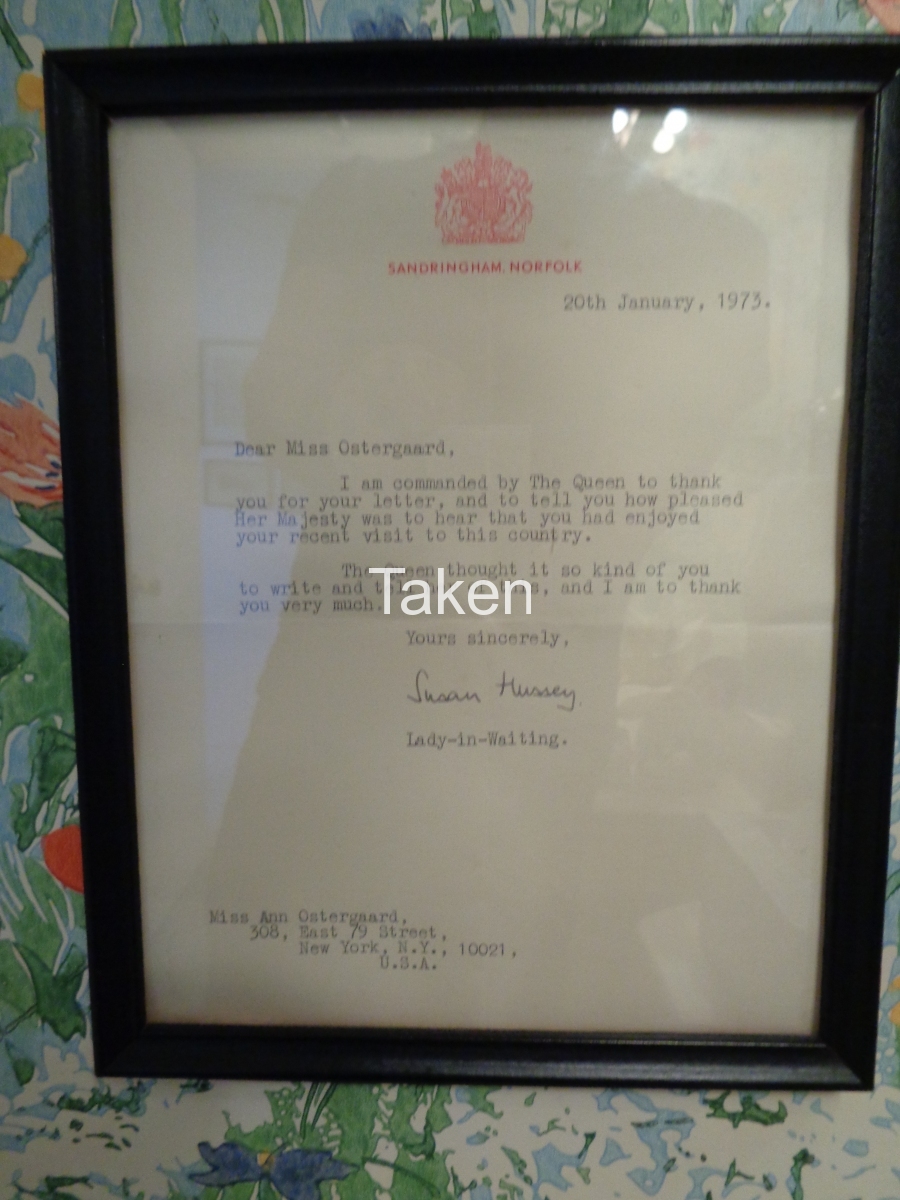 SANDRINGHAM, NORFOLK
20th January, 1973.
Dear Miss Ostergaard,
I am commanded by The Queen to thank
you for your letter, and to tell you how pleased
Her Majesty was to hear that you had enjoyed
your recent visit to this country.
The Queen thought it so kind of you
to write and tell her of this, and I am to thank
you very much.
Taken
Yours sincerely,
Susan Hussey
Lady-in-Waiting.
Miss Ann Ostergaard,
308, East 79 Street,
New York, N.Y., 10021,
U.S.A.